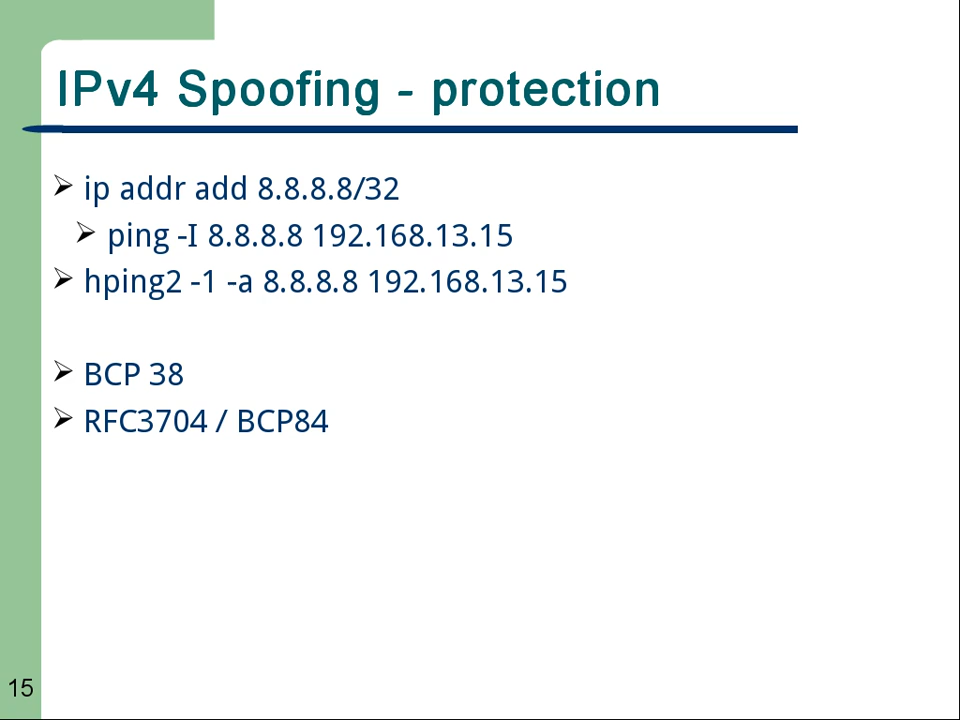 IPv4 Spoofing - protection
ip addr add 8.8.8.8/32
ping -I 8.8.8.8 192.168.13.15
hping2 -1 -a 8.8.8.8 192.168.13.15
BCP 38
RFC3704 / BCP84
15